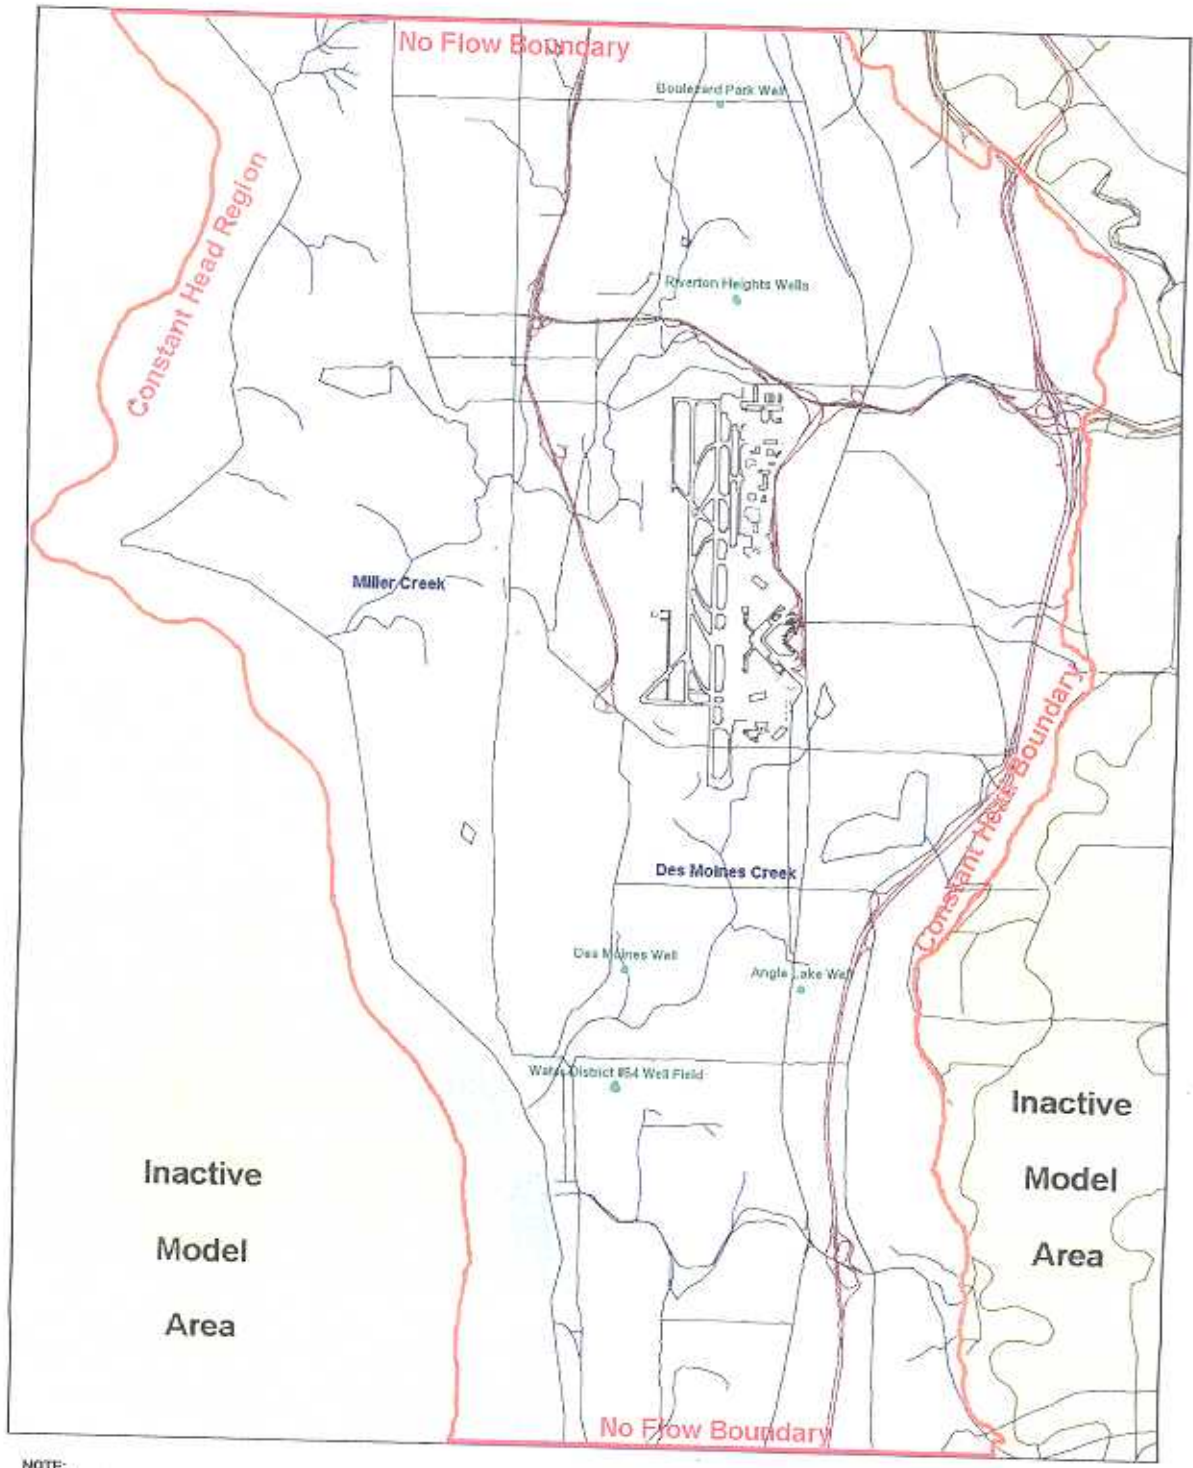 No Flow Boundary
Boulevard Park Well
Constant Head Region
Riverton Heights Wells
Miller Creek
Constant Head Boundary
Des Moines Creek
Des Moines Well
Angle Lake Well
Water District #54 Well Field
Inactive
Model
Area
Inactive
Model
Area
No Flow Boundary
NOTE: